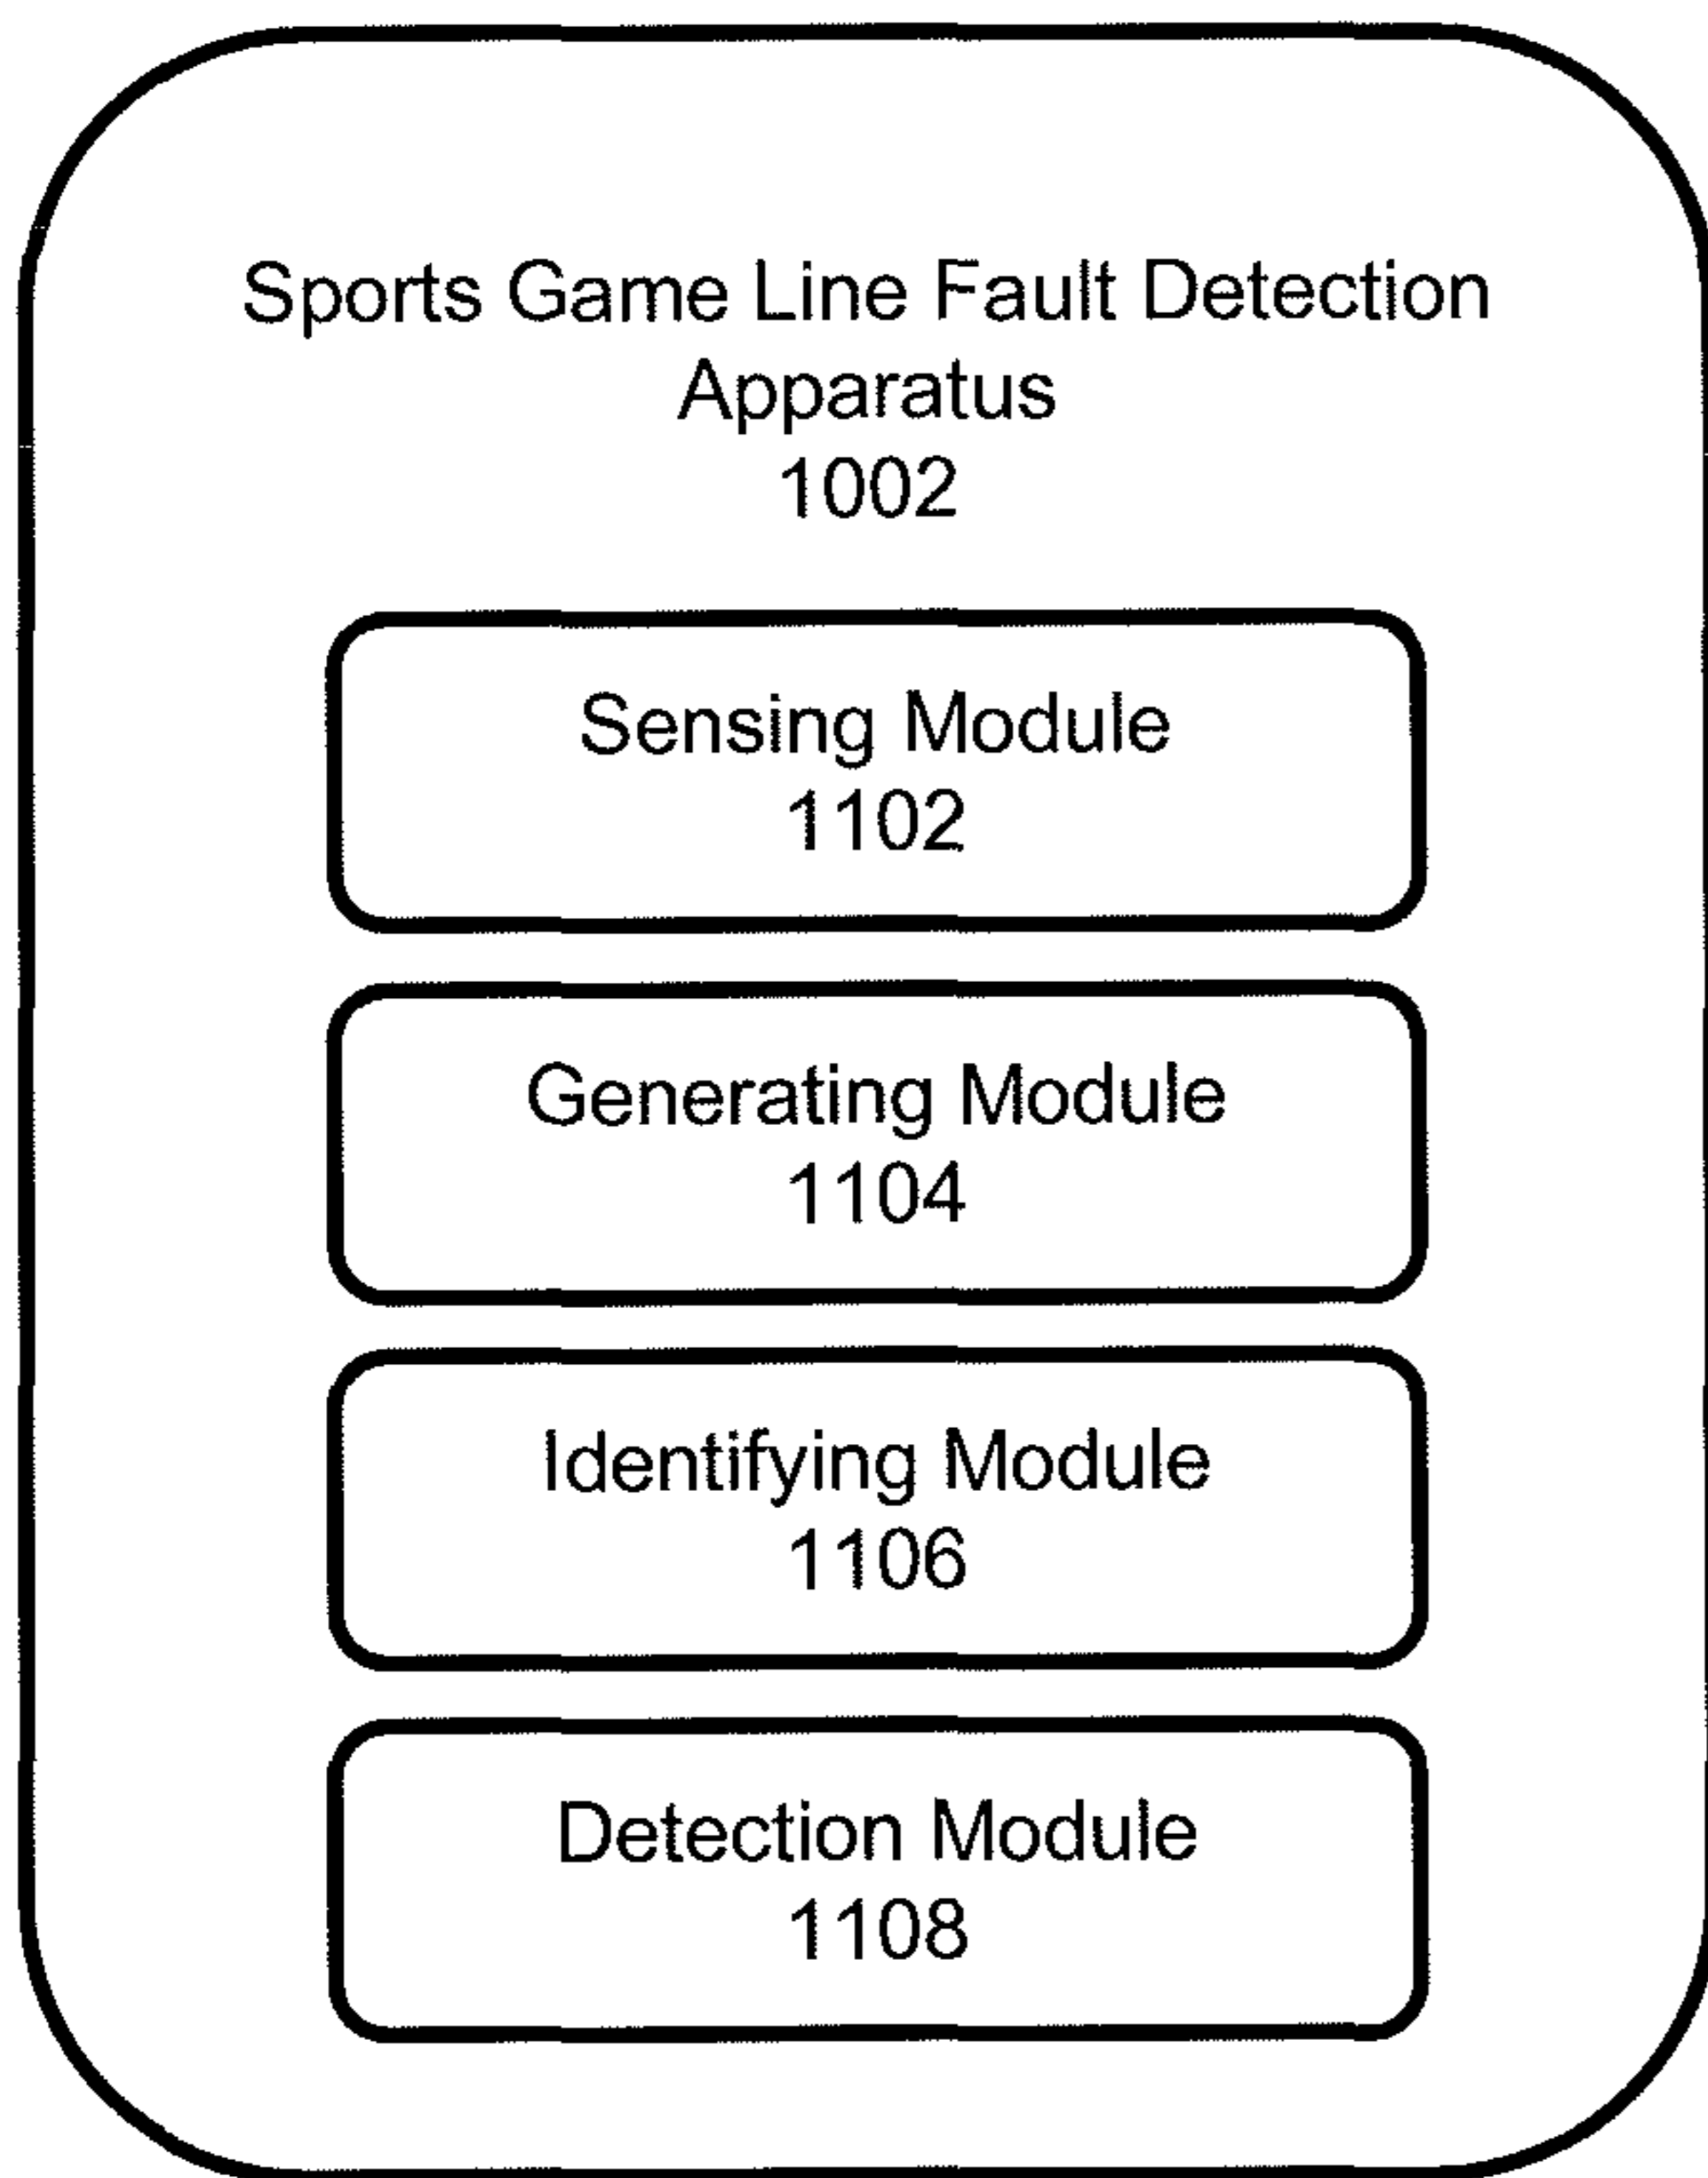 Sports Game Line Fault Detection
Apparatus
1002
Sensing Module
1102
Generating Module
1104
Identifying Module
1106
Detection Module
1108